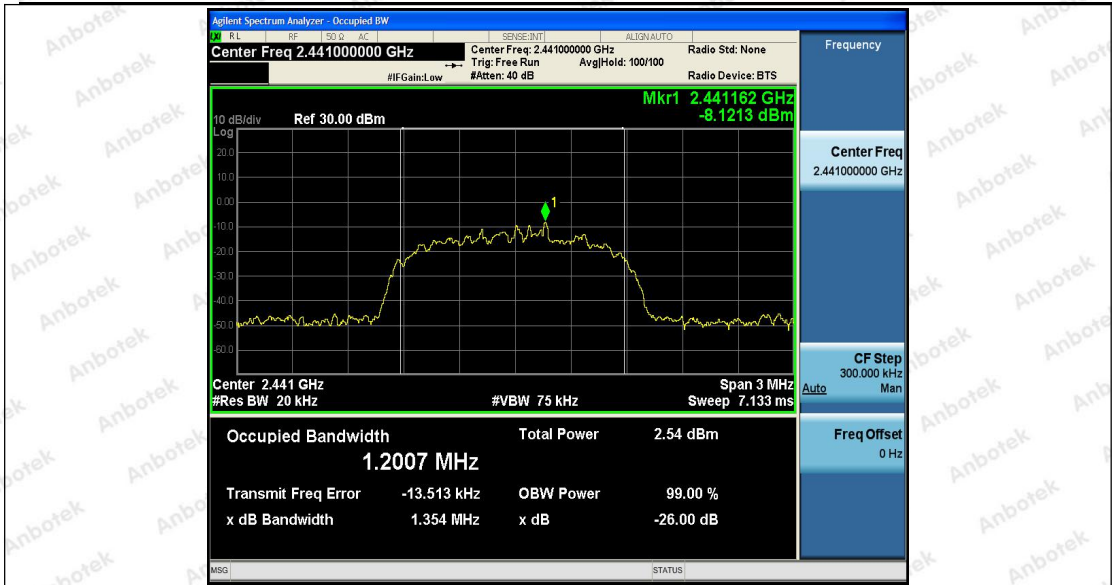 Agilent Spectrum Analyzer - Occupied BW
LXI RL RF 50 Ω AC SENSE:INT ALIGN AUTO
Center Freq 2.441000000 GHz
Center Freq: 2.441000000 GHz Radio Std: None
Trig: Free Run Avg|Hold: 100/100
#IFGain:Low #Atten: 40 dB Radio Device: BTS
Mkr1 2.441162 GHz
-8.1213 dBm
10 dB/div Ref 30.00 dBm
Log
20.0
10.0
0.00
-10.0
-20.0
-30.0
-40.0
-50.0
-60.0
1
Center 2.441 GHz Span 3 MHz
#Res BW 20 kHz #VBW 75 kHz Sweep 7.133 ms
Occupied Bandwidth Total Power 2.54 dBm
1.2007 MHz
Transmit Freq Error -13.513 kHz OBW Power 99.00 %
x dB Bandwidth 1.354 MHz x dB -26.00 dB
MSG STATUS
Frequency
Center Freq
2.441000000 GHz
CF Step
300.000 kHz
Auto Man
Freq Offset
0 Hz
Anbotek